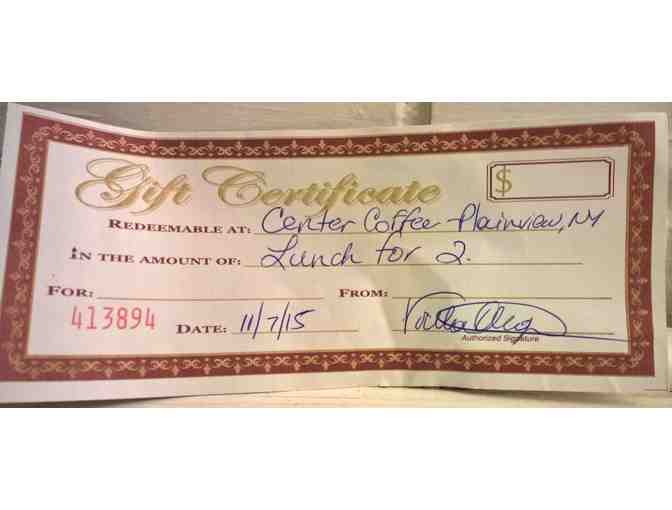 Gift Certificate
$
REDEEMABLE AT: Center Coffee - Plainview, NY
IN THE AMOUNT OF: Lunch for 2.
FOR: FROM:
413894 DATE: 11/7/15
Authorized Signature